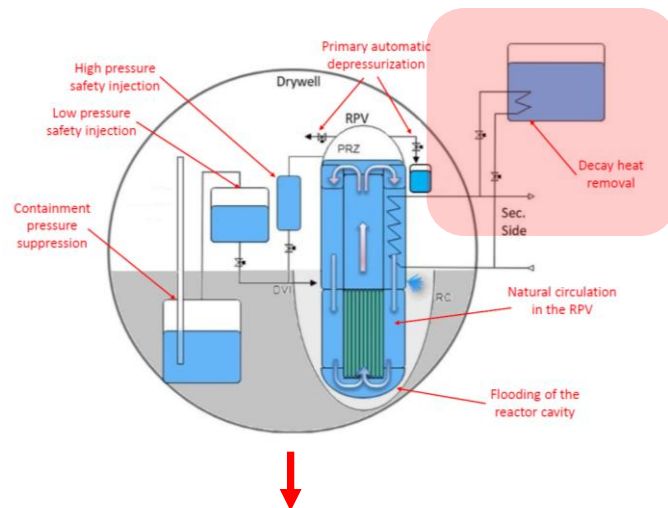 Primary automatic
depressurization
High pressure
safety injection
Drywell
Low pressure
safety injection
RPV
PRZ
Decay heat
removal
Containment
pressure
suppression
Sec.
Side
DVI
RC
Natural circulation
in the RPV
Flooding of the
reactor cavity